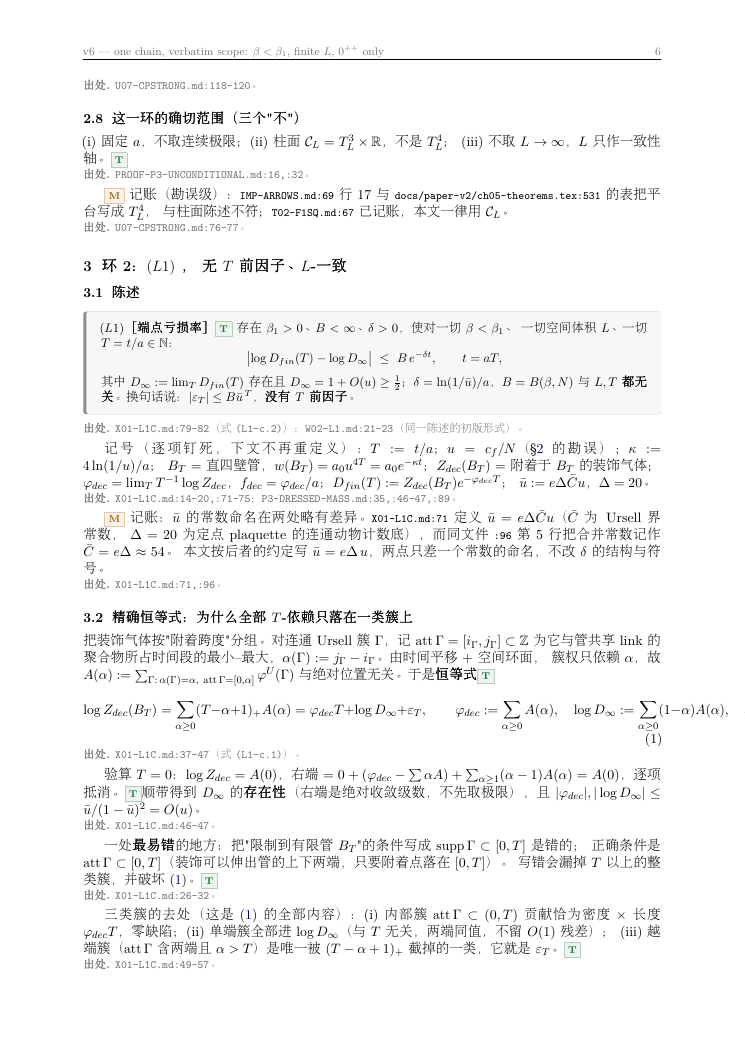 v6 — one chain, verbatim scope: β < β₁, finite L, 0⁺⁺ only 6
出处. U07-CPSTRONG.md:118-120。
2.8 这一环的确切范围（三个"不"）
(i) 固定 a，不取连续极限；(ii) 柱面 𝒞_L = T_L^3 × ℝ，不是 T_L^4； (iii) 不取 L → ∞，L 只作一致性
轴。 T
出处. PROOF-P3-UNCONDITIONAL.md:16,:32。
M 记账（勘误级）：IMP-ARROWS.md:69 行 17 与 docs/paper-v2/ch05-theorems.tex:531 的表把平
台写成 T_L^4， 与柱面陈述不符；T02-F1SQ.md:67 已记账，本文一律用 𝒞_L。
出处. U07-CPSTRONG.md:76-77。
3 环 2：(L1) ， 无 T 前因子、L-一致
3.1 陈述
(L1) [端点亏损率] T 存在 β₁ > 0、B < ∞、δ > 0，使对一切 β < β₁、 一切空间体积 L、一切
T = t/a ∈ ℕ：
|log D_{fin}(T) − log D_∞| ≤ B e^{−δt}, t = aT,
其中 D_∞ := lim_T D_{fin}(T) 存在且 D_∞ = 1 + O(u) ≥ 1/2；δ = ln(1/ū)/a，B = B(β, N) 与 L, T 都无
关。换句话说：|ε_T| ≤ Bū^T，没有 T 前因子。
出处. X01-L1C.md:79-82（式 (L1-c.2)）；W02-L1.md:21-23（同一陈述的初版形式）。
记号（逐项钉死，下文不再重定义）：T := t/a；u = c_f/N（§2 的勘误）；κ :=
4 ln(1/u)/a； B_T = 直四壁管，w(B_T) = a₀u^{4T} = a₀e^{−κt}；Z_{dec}(B_T) = 附着于 B_T 的装饰气体；
φ_{dec} = lim_T T^{−1} log Z_{dec}，f_{dec} = φ_{dec}/a；D_{fin}(T) := Z_{dec}(B_T)e^{−φ_{dec}T}； ū := eΔC̄u，Δ = 20。
出处. X01-L1C.md:14-20,:71-75；P3-DRESSED-MASS.md:35,:46-47,:89。
M 记账：ū 的常数命名在两处略有差异。X01-L1C.md:71 定义 ū = eΔC̄u（C̄ 为 Ursell 界
常数， Δ = 20 为定点 plaquette 的连通动物计数底），而同文件 :96 第 5 行把合并常数记作
C̄ = eΔ ≈ 54。 本文按后者的约定写 ū = eΔ u，两点只差一个常数的命名，不改 δ 的结构与符
号。
出处. X01-L1C.md:71,:96。
3.2 精确恒等式：为什么全部 T-依赖只落在一类簇上
把装饰气体按"附着跨度"分组。对连通 Ursell 簇 Γ，记 att Γ = [i_Γ, j_Γ] ⊂ ℤ 为它与管共享 link 的
聚合物所占时间段的最小–最大，α(Γ) := j_Γ − i_Γ。由时间平移 + 空间环面， 簇权只依赖 α，故
A(α) := ∑_{Γ: α(Γ)=α, att Γ=[0,α]} φ^U(Γ) 与绝对位置无关。于是恒等式 T
log Z_{dec}(B_T) = ∑_{α≥0}(T−α+1)₊A(α) = φ_{dec}T+log D_∞+ε_T, φ_{dec} := ∑_{α≥0} A(α), log D_∞ := ∑_{α≥0}(1−α)A(α),
(1)
出处. X01-L1C.md:37-47（式 (L1-c.1)）。
验算 T = 0：log Z_{dec} = A(0)，右端 = 0 + (φ_{dec} − ∑ αA) + ∑_{α≥1}(α − 1)A(α) = A(0)，逐项
抵消。 T 顺带得到 D_∞ 的存在性（右端是绝对收敛级数，不先取极限），且 |φ_{dec}|, | log D_∞| ≤
ū/(1 − ū)² = O(u)。
出处. X01-L1C.md:46-47。
一处最易错的地方：把"限制到有限管 B_T"的条件写成 supp Γ ⊂ [0, T] 是错的； 正确条件是
att Γ ⊂ [0, T]（装饰可以伸出管的上下两端，只要附着点落在 [0, T]）。 写错会漏掉 T 以上的整
类簇，并破坏 (1)。 T
出处. X01-L1C.md:26-32。
三类簇的去处（这是 (1) 的全部内容）：(i) 内部簇 att Γ ⊂ (0, T) 贡献恰为密度 × 长度
φ_{dec}T，零缺陷；(ii) 单端簇全部进 log D_∞（与 T 无关，两端同值，不留 O(1) 残差）； (iii) 越
端簇（att Γ 含两端且 α > T）是唯一被 (T − α + 1)₊ 截掉的一类，它就是 ε_T。 T
出处. X01-L1C.md:49-57。